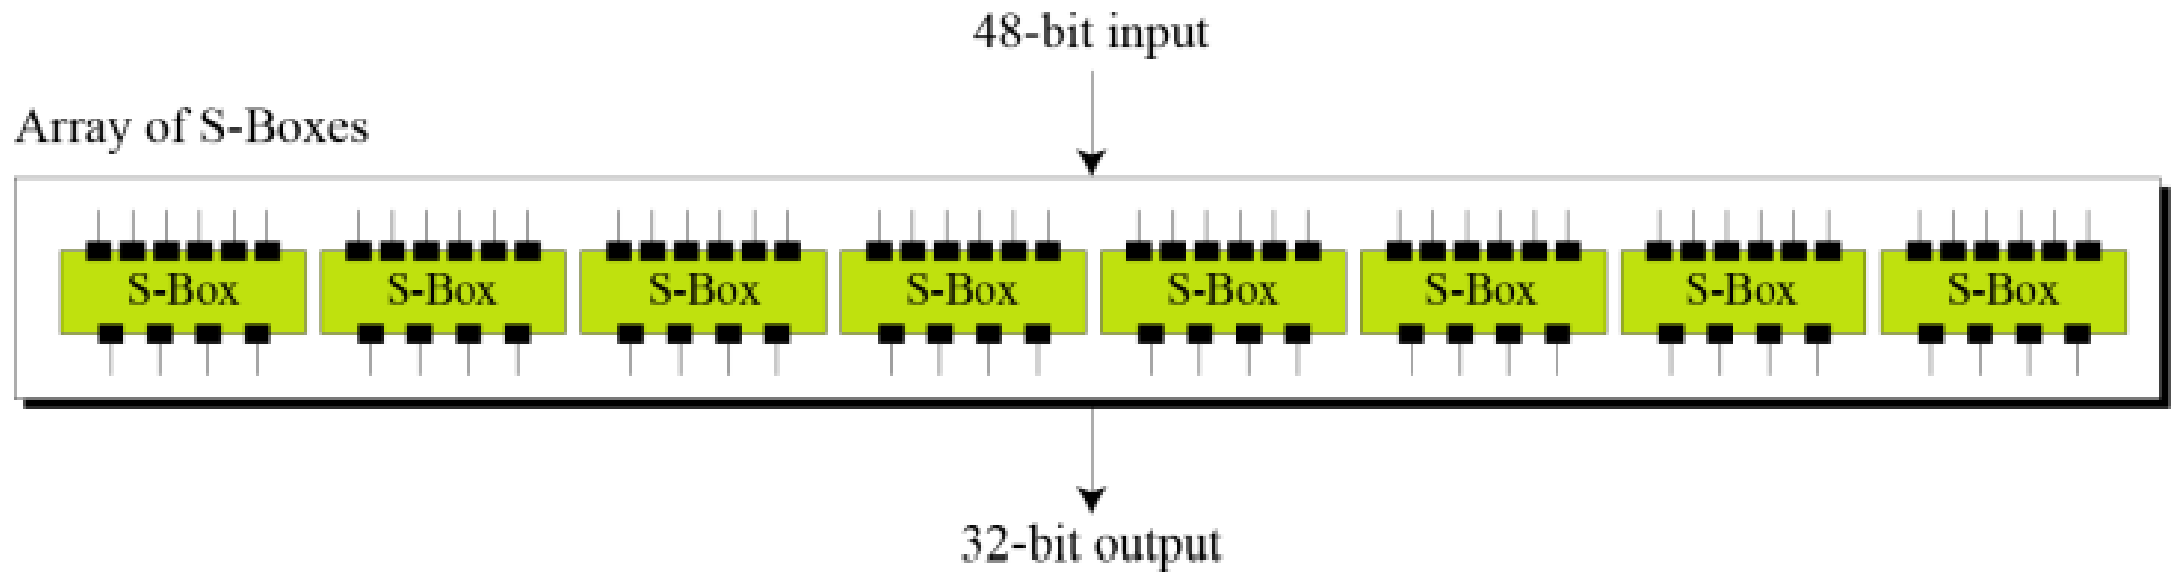 48-bit input
Array of S-Boxes
S-Box S-Box S-Box S-Box S-Box S-Box S-Box S-Box
32-bit output